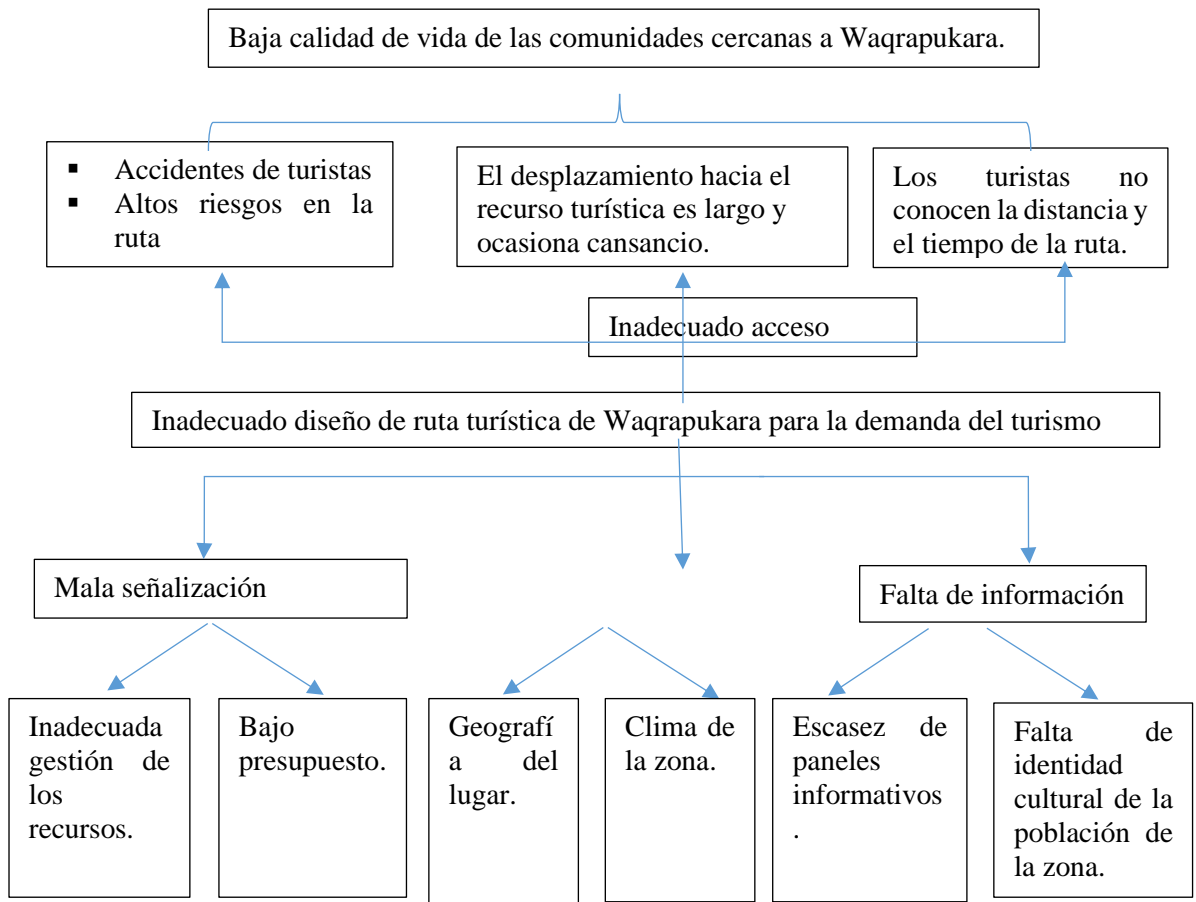 Baja calidad de vida de las comunidades cercanas a Waqrapukara.
▪ Accidentes de turistas
▪ Altos riesgos en la
ruta
El desplazamiento hacia el
recurso turística es largo y
ocasiona cansancio.
Los turistas no
conocen la distancia y
el tiempo de la ruta.
Inadecuado acceso
Inadecuado diseño de ruta turística de Waqrapukara para la demanda del turismo
Mala señalización
Falta de información
Inadecuada
gestión de
los
recursos.
Bajo
presupuesto.
Geografí
a del
lugar.
Clima de
la zona.
Escasez de
paneles
informativos
.
Falta de
identidad
cultural de la
población de
la zona.